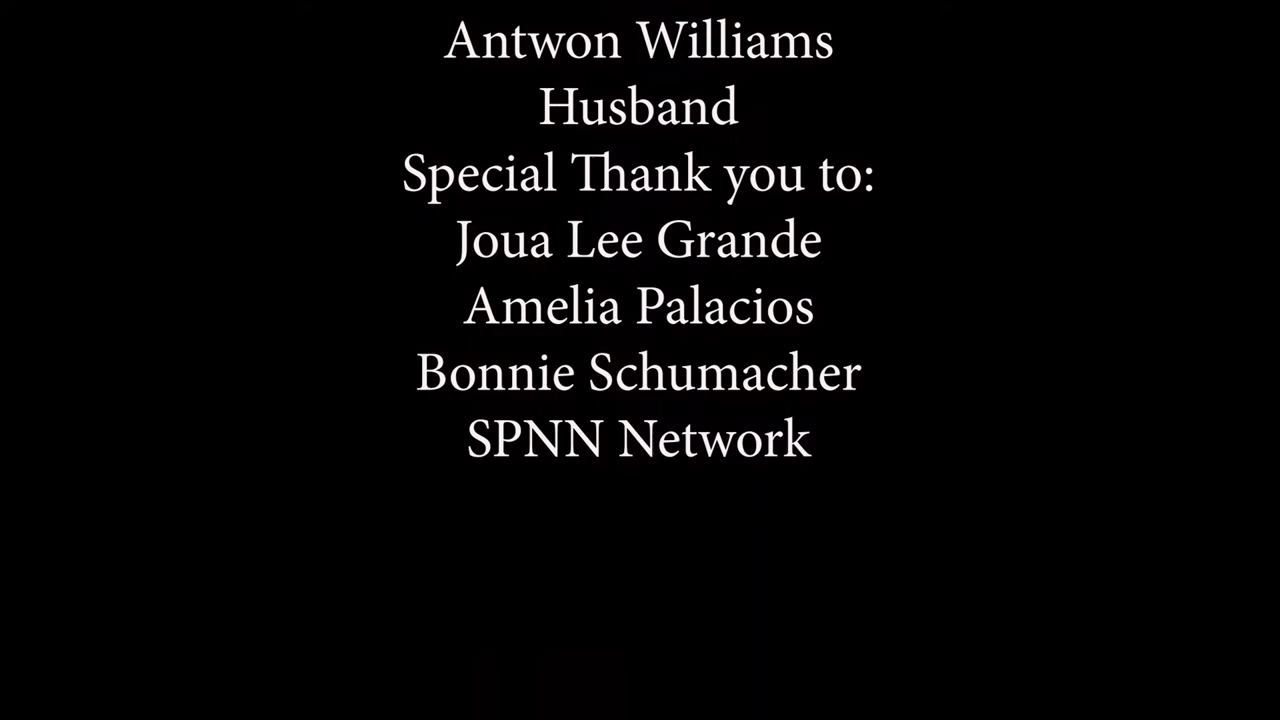 Antwon Williams
Husband
Special Thank you to:
Joua Lee Grande
Amelia Palacios
Bonnie Schumacher
SPNN Network